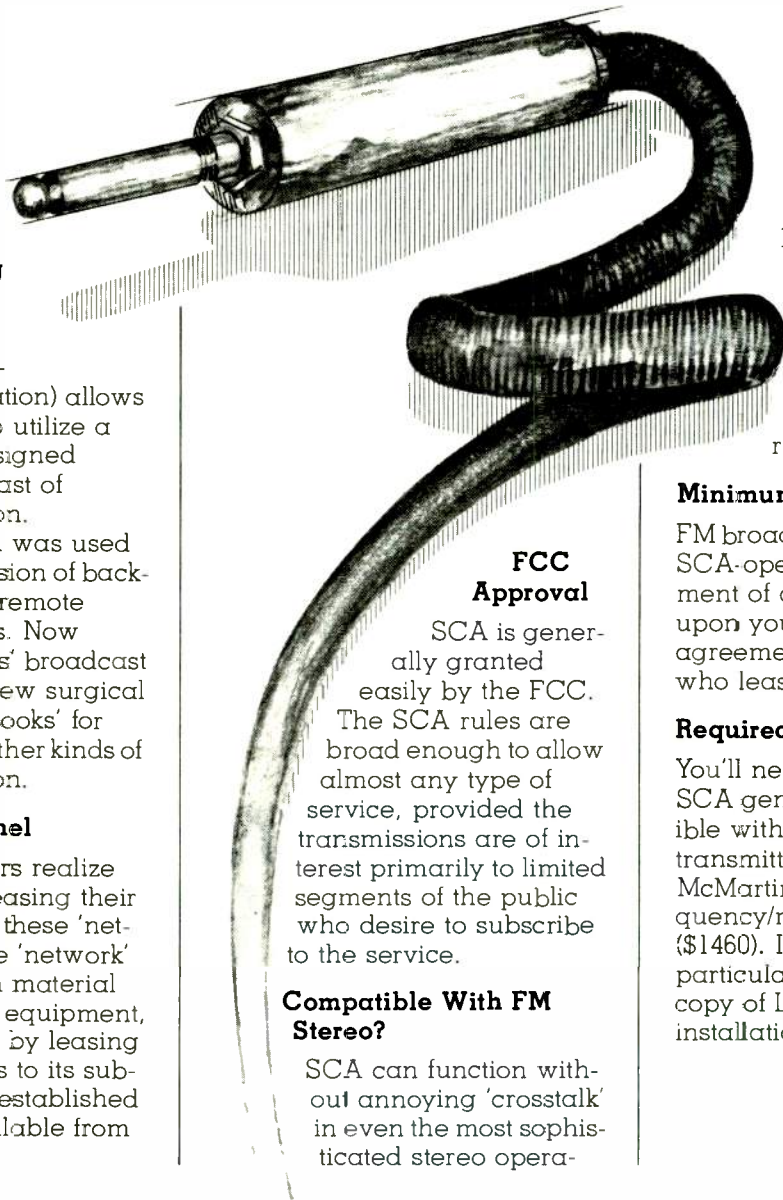 ation) allows
utilize a
signed
ast of
on.
was used
sion of back-
remote
s. Now
s' broadcast
ew surgical
ooks' for
ther kinds of
on.
nel
rs realize
easing their
these 'net-
e 'network'
material
equipment,
by leasing
s to its sub-
established
ilable from
FCC
Approval
SCA is gener-
ally granted
easily by the FCC.
The SCA rules are
broad enough to allow
almost any type of
service, provided the
transmissions are of in-
terest primarily to limited
segments of the public
who desire to subscribe
to the service.
Compatible With FM
Stereo?
SCA can function with-
out annoying 'crosstalk'
in even the most sophis-
ticated stereo opera-
r
Minimum
FM broad
SCA-ope
ment of
upon you
agreeme
who leas
Required
You'll ne
SCA gen
ible with
transmitt
McMartin
quency/
($1460). I
particula
copy of
installatio